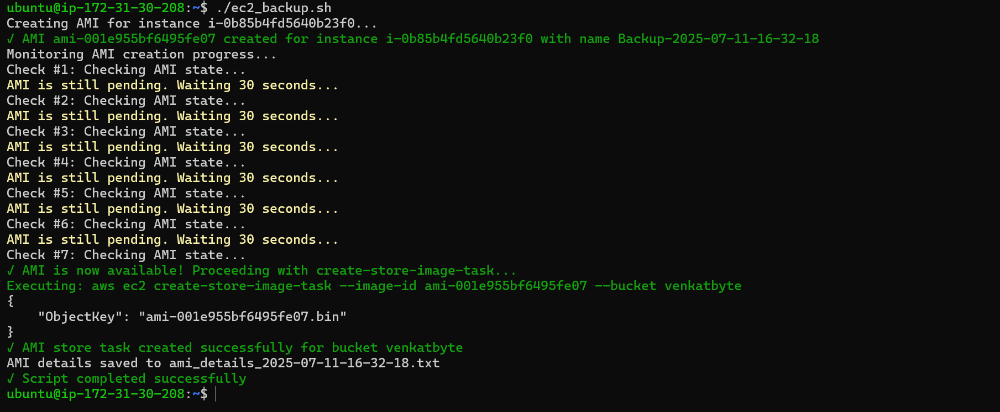 ubuntu@ip-172-31-30-208:~$ ./ec2_backup.sh
Creating AMI for instance i-0b85b4fd5640b23f0...
✓ AMI ami-001e955bf6495fe07 created for instance i-0b85b4fd5640b23f0 with name Backup-2025-07-11-16-32-18
Monitoring AMI creation progress...
Check #1: Checking AMI state...
AMI is still pending. Waiting 30 seconds...
Check #2: Checking AMI state...
AMI is still pending. Waiting 30 seconds...
Check #3: Checking AMI state...
AMI is still pending. Waiting 30 seconds...
Check #4: Checking AMI state...
AMI is still pending. Waiting 30 seconds...
Check #5: Checking AMI state...
AMI is still pending. Waiting 30 seconds...
Check #6: Checking AMI state...
AMI is still pending. Waiting 30 seconds...
Check #7: Checking AMI state...
✓ AMI is now available! Proceeding with create-store-image-task...
Executing: aws ec2 create-store-image-task --image-id ami-001e955bf6495fe07 --bucket venkatbyte
{
    "ObjectKey": "ami-001e955bf6495fe07.bin"
}
✓ AMI store task created successfully for bucket venkatbyte
AMI details saved to ami_details_2025-07-11-16-32-18.txt
✓ Script completed successfully
ubuntu@ip-172-31-30-208:~$